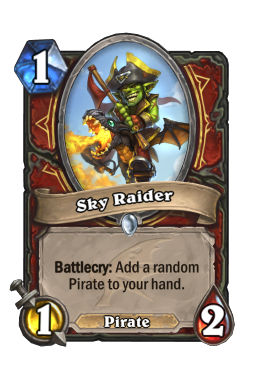 1
Sky Raider
Battlecry: Add a random
Pirate to your hand.
1
Pirate
2